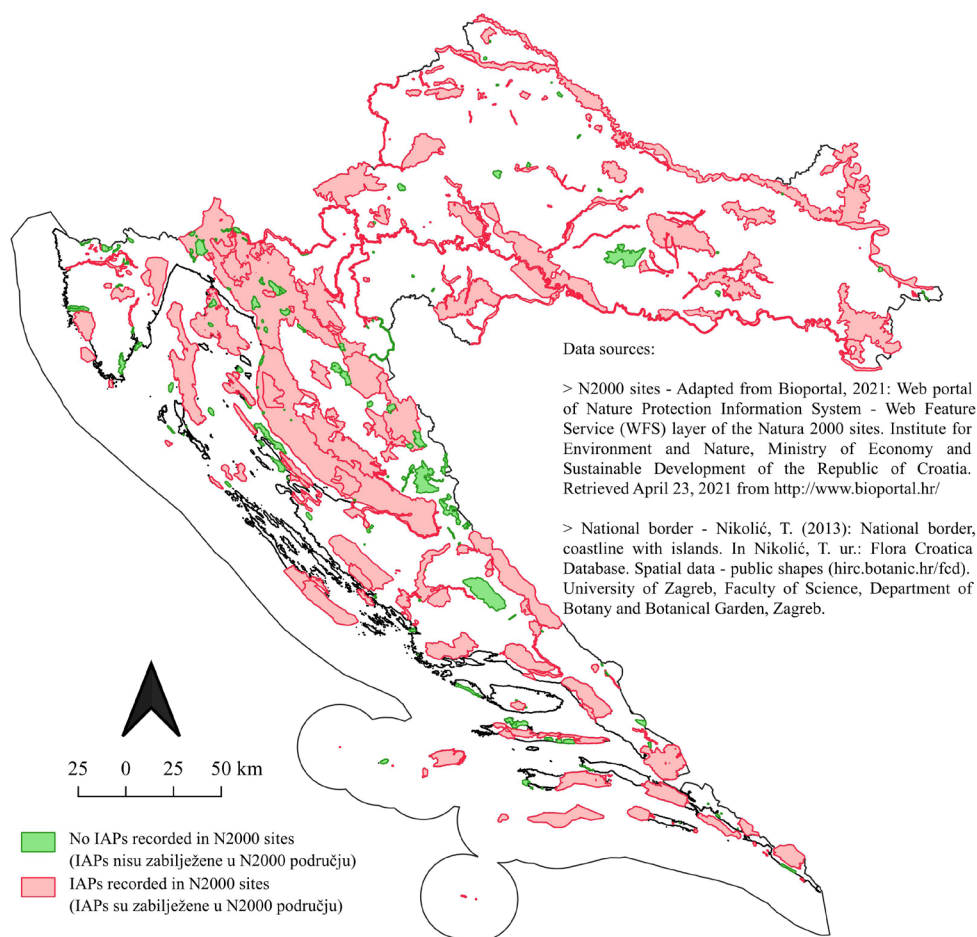 Data sources:
> N2000 sites - Adapted from Bioportal, 2021: Web portal
of Nature Protection Information System - Web Feature
Service (WFS) layer of the Natura 2000 sites. Institute for
Environment and Nature, Ministry of Economy and
Sustainable Development of the Republic of Croatia.
Retrieved April 23, 2021 from http://www.bioportal.hr/
> National border - Nikolić, T. (2013): National border,
coastline with islands. In Nikolić, T. ur.: Flora Croatica
Database. Spatial data - public shapes (hirc.botanic.hr/fcd).
University of Zagreb, Faculty of Science, Department of
Botany and Botanical Garden, Zagreb.
25 0 25 50 km
No IAPs recorded in N2000 sites
(IAPs nisu zabilježene u N2000 području)
IAPs recorded in N2000 sites
(IAPs su zabilježene u N2000 području)